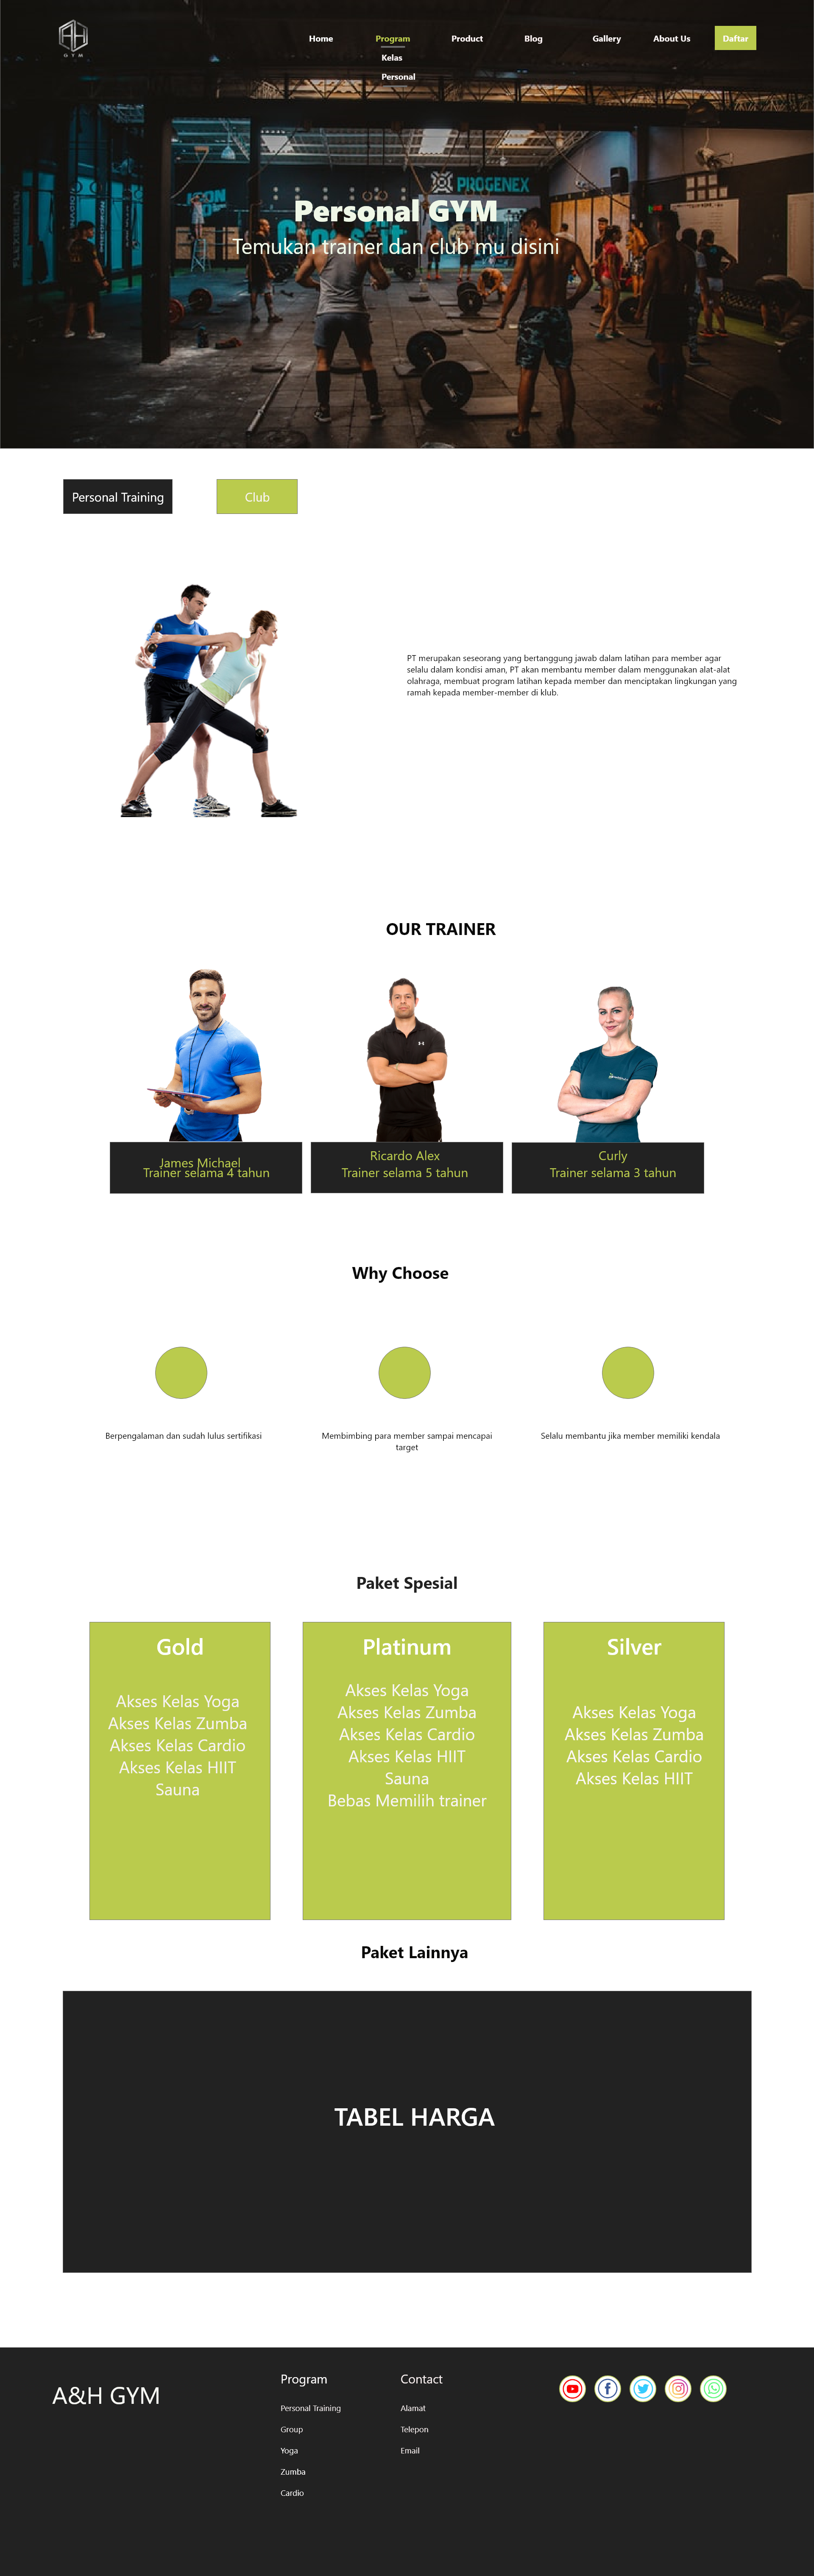 GYM
Home
Program
Product
Blog
Gallery
About Us
Daftar
Kelas
Personal
PROGENEX
Personal GYM
Temukan trainer dan club mu disini
Personal Training
Club
PT merupakan seseorang yang bertanggung jawab dalam latihan para member agar
selalu dalam kondisi aman, PT akan membantu member dalam menggunakan alat-alat
olahraga, membuat program latihan kepada member dan menciptakan lingkungan yang
ramah kepada member-member di klub.
OUR TRAINER
James Michael
Trainer selama 4 tahun
Ricardo Alex
Trainer selama 5 tahun
Curly
Trainer selama 3 tahun
Why Choose
Berpengalaman dan sudah lulus sertifikasi
Membimbing para member sampai mencapai
target
Selalu membantu jika member memiliki kendala
Paket Spesial
Gold
Akses Kelas Yoga
Akses Kelas Zumba
Akses Kelas Cardio
Akses Kelas HIIT
Sauna
Platinum
Akses Kelas Yoga
Akses Kelas Zumba
Akses Kelas Cardio
Akses Kelas HIIT
Sauna
Bebas Memilih trainer
Silver
Akses Kelas Yoga
Akses Kelas Zumba
Akses Kelas Cardio
Akses Kelas HIIT
Paket Lainnya
TABEL HARGA
A&H GYM
Program
Personal Training
Group
Yoga
Zumba
Cardio
Contact
Alamat
Telepon
Email